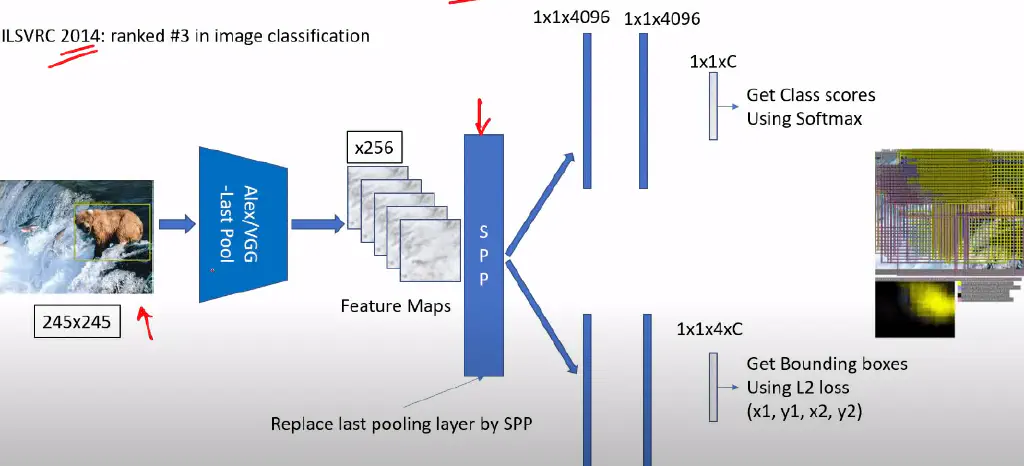 ILSVRC 2014: ranked #3 in image classification
1x1x4096 1x1x4096
1x1xC
Get Class scores
Using Softmax
x256
Alex/VGG
-Last Pool
S
P
P
Feature Maps
245x245
1x1x4xC
Get Bounding boxes
Using L2 loss
(x1, y1, x2, y2)
Replace last pooling layer by SPP